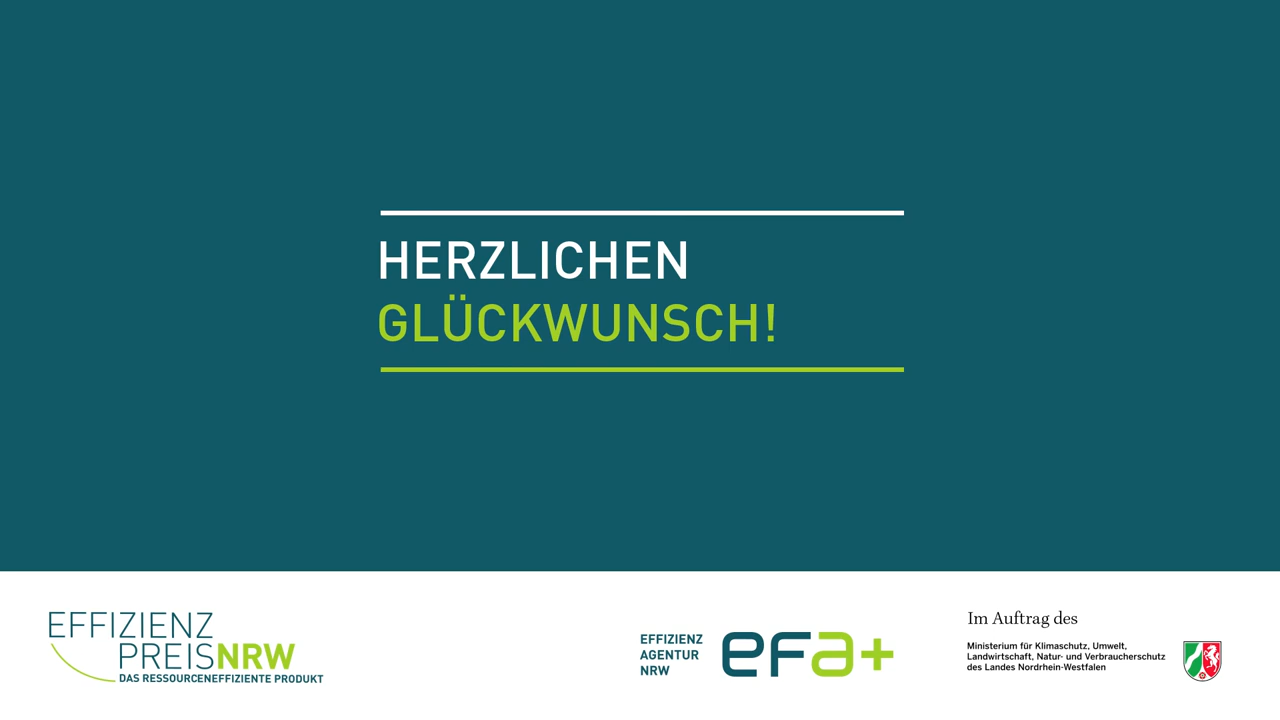 HERZLICHEN
GLÜCKWUNSCH!
EFFIZIENZ
PREISNRW
DAS RESSOURCENEFFIZIENTE PRODUKT
EFFIZIENZ
AGENTUR
NRW
efa+
Im Auftrag des
Ministerium für Klimaschutz, Umwelt,
Landwirtschaft, Natur- und Verbraucherschutz
des Landes Nordrhein-Westfalen